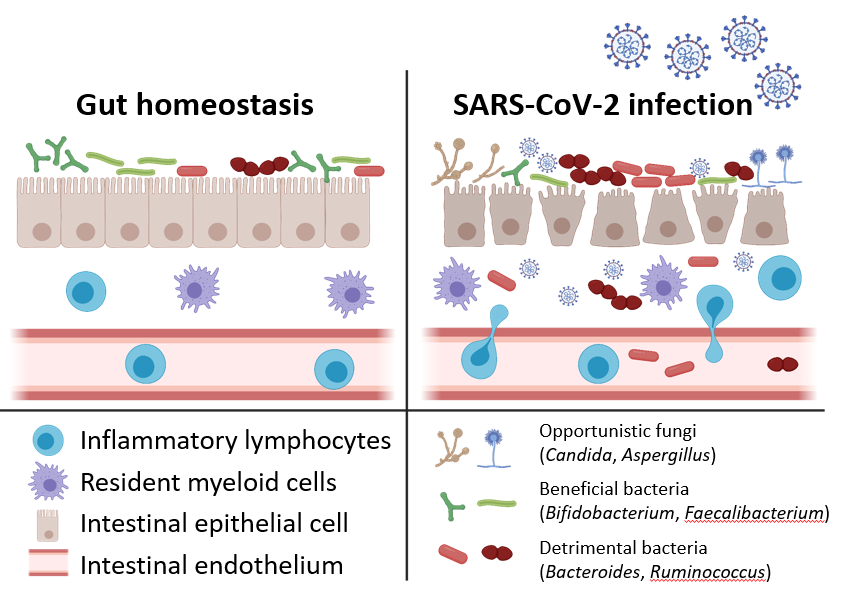 Gut homeostasis
SARS-CoV-2 infection
Inflammatory lymphocytes
Resident myeloid cells
Intestinal epithelial cell
Intestinal endothelium
Opportunistic fungi
(Candida, Aspergillus)
Beneficial bacteria
(Bifidobacterium, Faecalibacterium)
Detrimental bacteria
(Bacteroides, Ruminococcus)